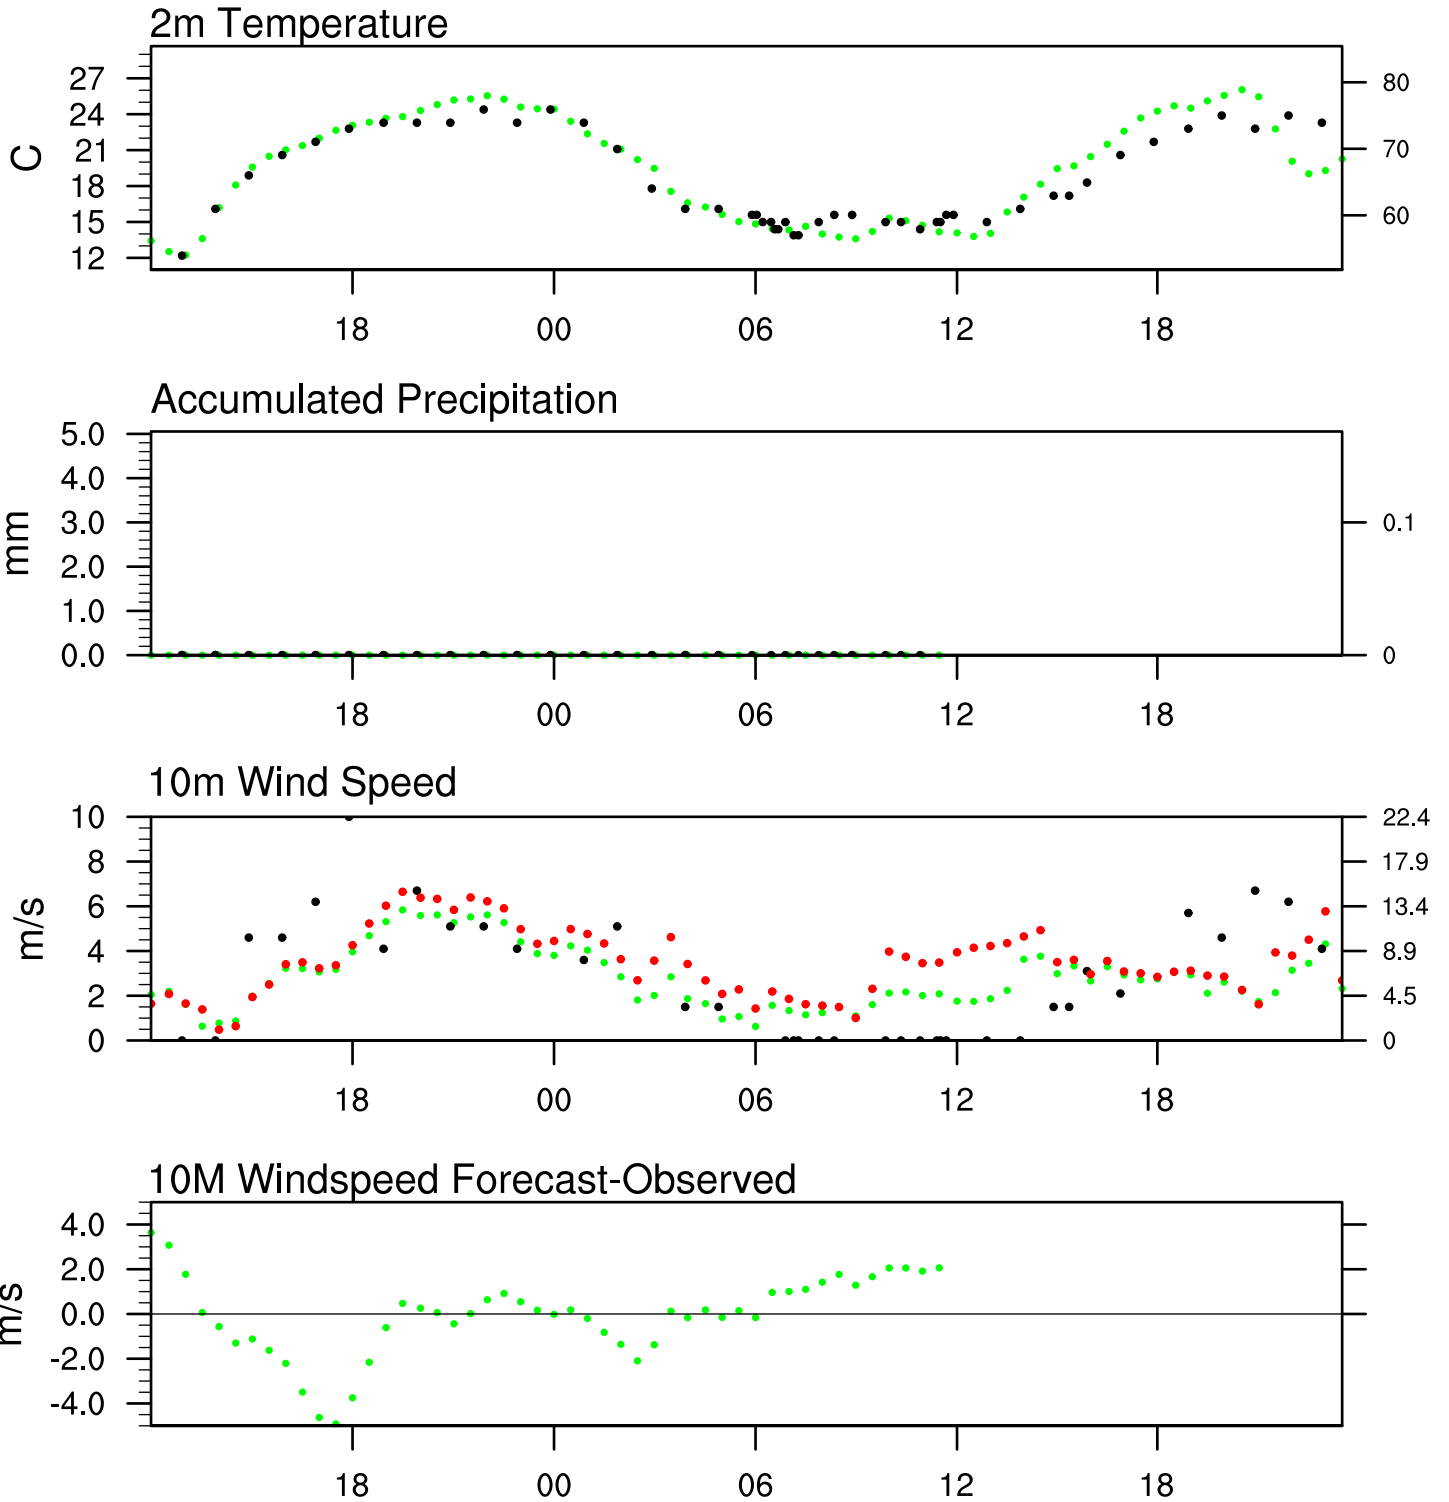 2m Temperature
27
24
21
18
15
12
C
80
70
60
18 00 06 12 18
Accumulated Precipitation
5.0
4.0
3.0
2.0
1.0
0.0
mm
0.1
0
18 00 06 12 18
10m Wind Speed
10
8
6
4
2
0
m/s
22.4
17.9
13.4
8.9
4.5
0
18 00 06 12 18
10M Windspeed Forecast-Observed
4.0
2.0
0.0
-2.0
-4.0
m/s
18 00 06 12 18